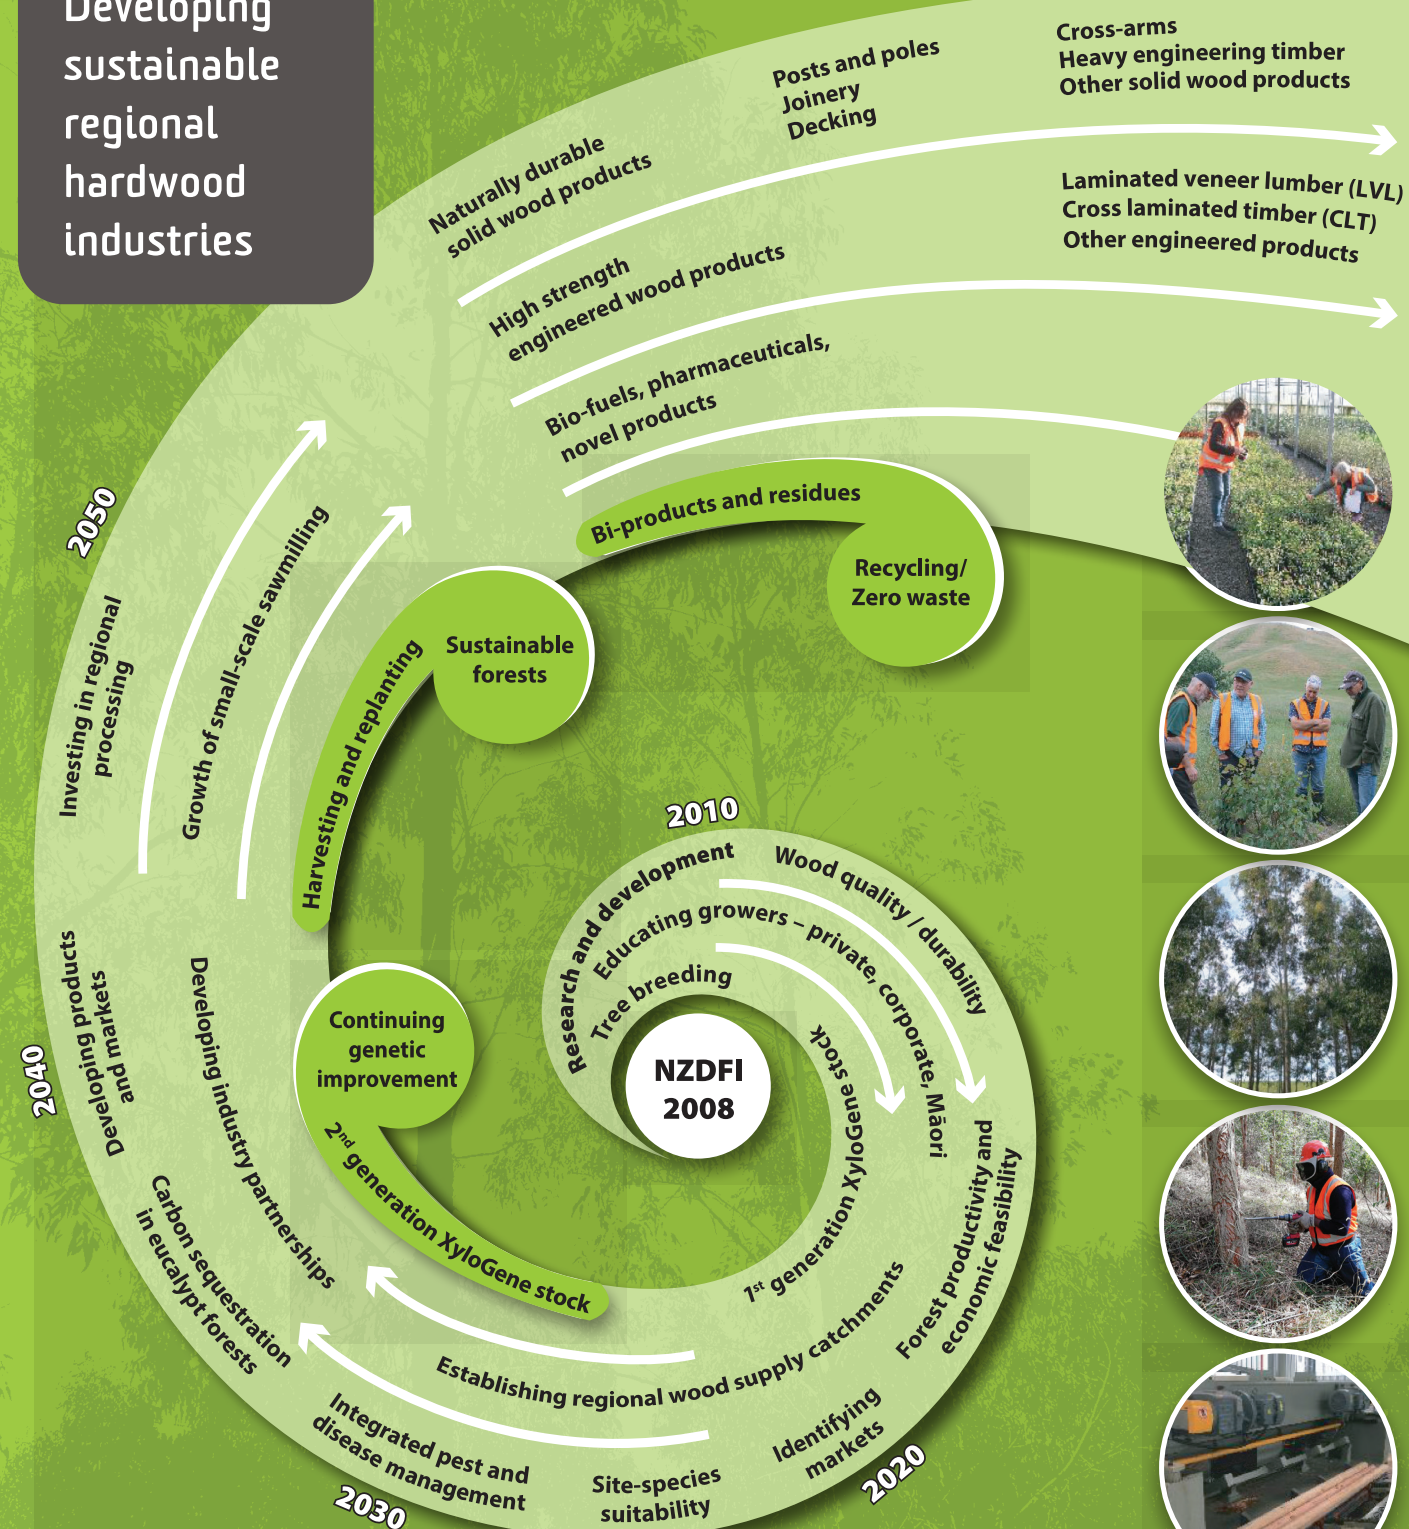 Developing
sustainable
regional
hardwood
industries
Cross-arms
Heavy engineering timber
Other solid wood products
Posts and poles
Joinery
Decking
Naturally durable
solid wood products
Laminated veneer lumber (LVL)
Cross laminated timber (CLT)
Other engineered products
High strength
engineered wood products
Bio-fuels, pharmaceuticals,
novel products
Bi-products and residues
Recycling/
Zero waste
2050
Investing in regional
processing
Growth of small-scale sawmilling
Harvesting and replanting
Sustainable
forests
2010
Research and development
Wood quality / durability
Educating growers – private, corporate, Māori
Tree breeding
NZDFI
2008
1st generation XyloGene stock
Forest productivity and
economic feasibility
Developing products
and markets
2040
Developing industry partnerships
Continuing
genetic
improvement
2nd generation XyloGene stock
Carbon sequestration
in eucalypt forests
Establishing regional wood supply catchments
Integrated pest and
disease management
Site-species
suitability
Identifying
markets
2020
2030